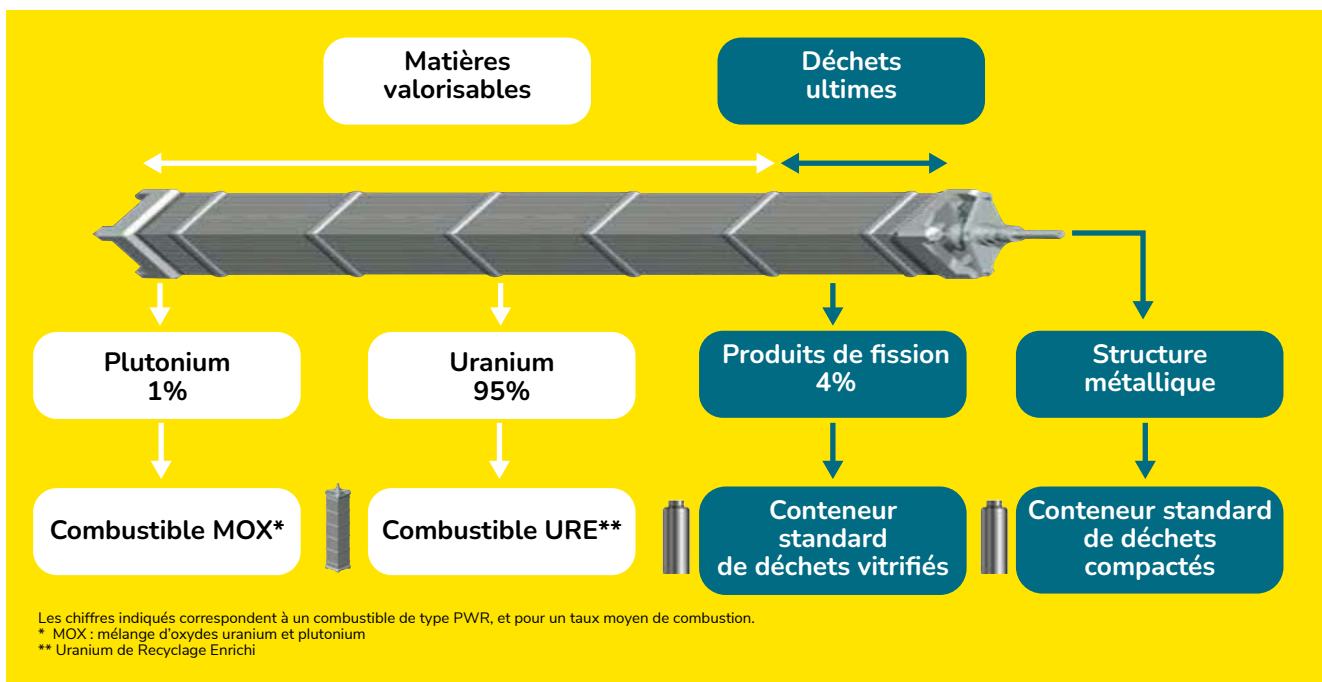 Matières
valorisables
Déchets
ultimes
Plutonium
1%
Uranium
95%
Produits de fission
4%
Structure
métallique
Combustible MOX*
Combustible URE**
Conteneur
standard
de déchets vitrifiés
Conteneur standard
de déchets
compactés
Les chiffres indiqués correspondent à un combustible de type PWR, et pour un taux moyen de combustion.
* MOX : mélange d’oxydes uranium et plutonium
** Uranium de Recyclage Enrichi